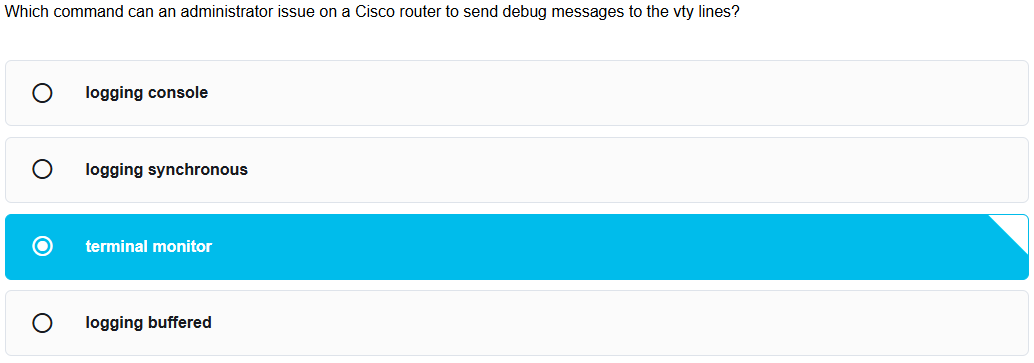 Which command can an administrator issue on a Cisco router to send debug messages to the vty lines?
logging console
logging synchronous
terminal monitor
logging buffered